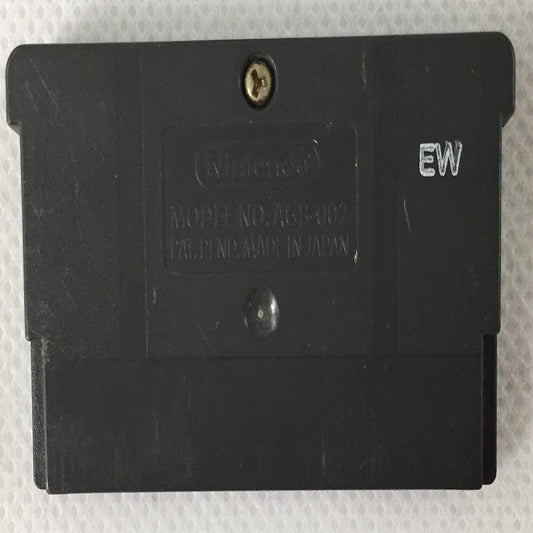 Nintendo
EW
MODEL NO. AGB-002
PAT. PEND. MADE IN JAPAN